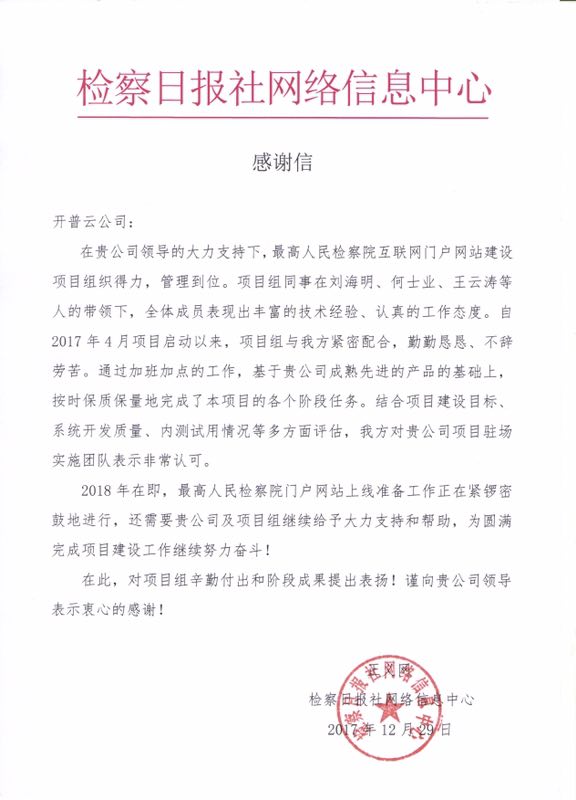 检察日报社网络信息中心
感谢信
开普云公司：
在贵公司领导的大力支持下，最高人民检察院互联网门户网站建设
项目组织得力，管理到位。项目组同事在刘海明、何士业、王云涛等
人的带领下，全体成员表现出丰富的技术经验、认真的工作态度。自
2017 年 4 月项目启动以来，项目组与我方紧密配合，勤勤恳恳、不辞
劳苦。通过加班加点的工作，基于贵公司成熟先进的产品的基础上，
按时保质保量地完成了本项目的各个阶段任务。结合项目建设目标、
系统开发质量、内测试用情况等多方面评估，我方对贵公司项目驻场
实施团队表示非常认可。
2018 年在即，最高人民检察院门户网站上线准备工作正在紧锣密
鼓地进行，还需要贵公司及项目组继续给予大力支持和帮助，为圆满
完成项目建设工作继续努力奋斗！
在此，对项目组辛勤付出和阶段成果提出表扬！谨向贵公司领导
表示衷心的感谢！
正义网
检察日报社网络信息中心
2017 年 12 月 29 日
检察日报社网络信息中心